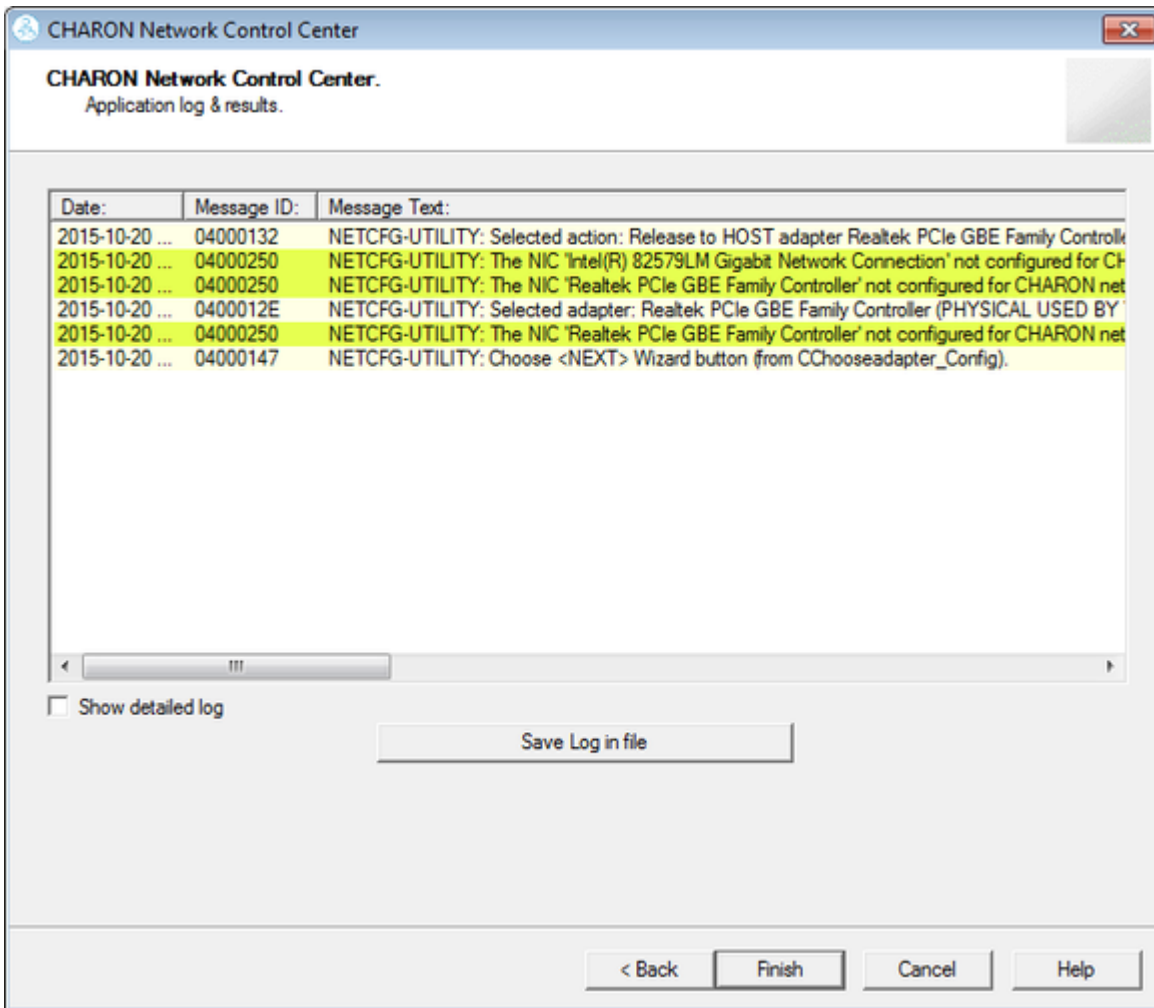 CHARON Network Control Center
CHARON Network Control Center.
Application log & results.
Date: Message ID: Message Text:
2015-10-20 ... 04000132 NETCFG-UTILITY: Selected action: Release to HOST adapter Realtek PCIe GBE Family Controlle
2015-10-20 ... 04000250 NETCFG-UTILITY: The NIC 'Intel(R) 82579LM Gigabit Network Connection' not configured for CH
2015-10-20 ... 04000250 NETCFG-UTILITY: The NIC 'Realtek PCIe GBE Family Controller' not configured for CHARON net
2015-10-20 ... 0400012E NETCFG-UTILITY: Selected adapter: Realtek PCIe GBE Family Controller (PHYSICAL USED BY
2015-10-20 ... 04000250 NETCFG-UTILITY: The NIC 'Realtek PCIe GBE Family Controller' not configured for CHARON net
2015-10-20 ... 04000147 NETCFG-UTILITY: Choose <NEXT> Wizard button (from CChooseadapter_Config).
Show detailed log
Save Log in file
< Back Finish Cancel Help